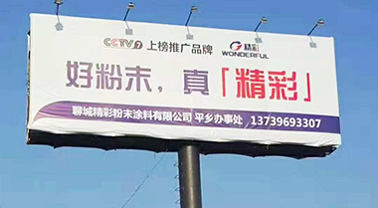 CCTV7 上榜推广品牌 精彩 WONDERFUL
好粉末，真「精彩」
聊城精彩粉末涂料有限公司 平乡办事处 13739693307